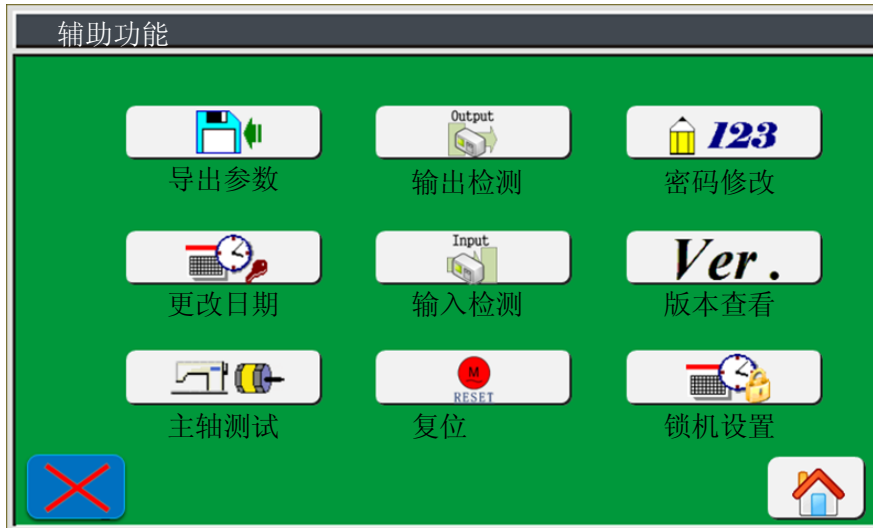 辅助功能
Output
123
导出参数
输出检测
密码修改
Input
Ver.
更改日期
输入检测
版本查看
M
RESET
主轴测试
复位
锁机设置